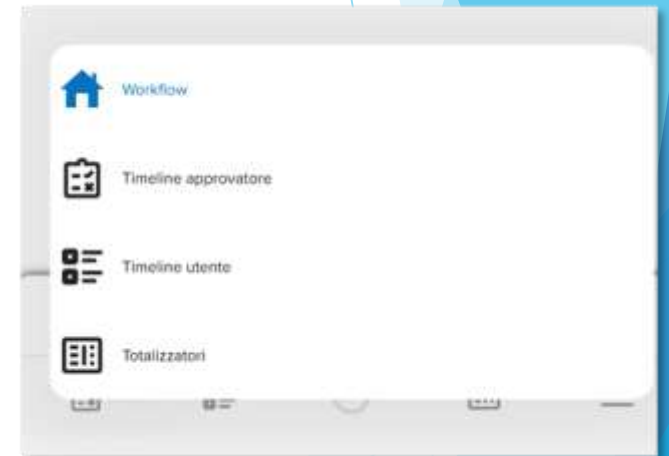 Workflow
Timeline approvatore
Timeline utente
Totalizzatori